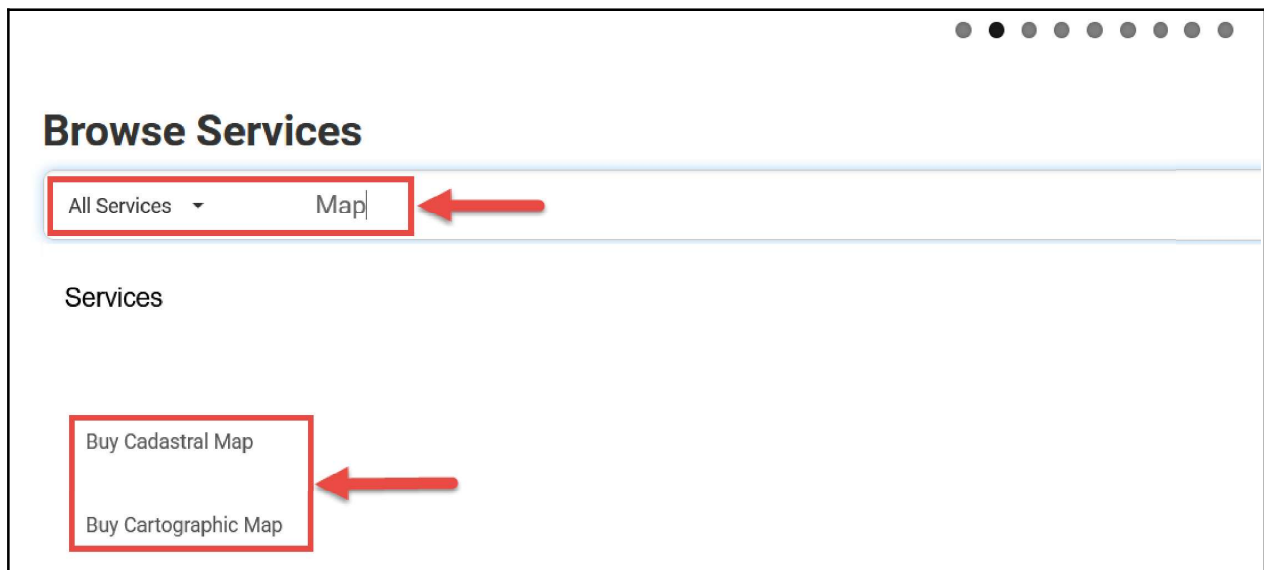 Browse Services
All Services Map
Services
Buy Cadastral Map
Buy Cartographic Map